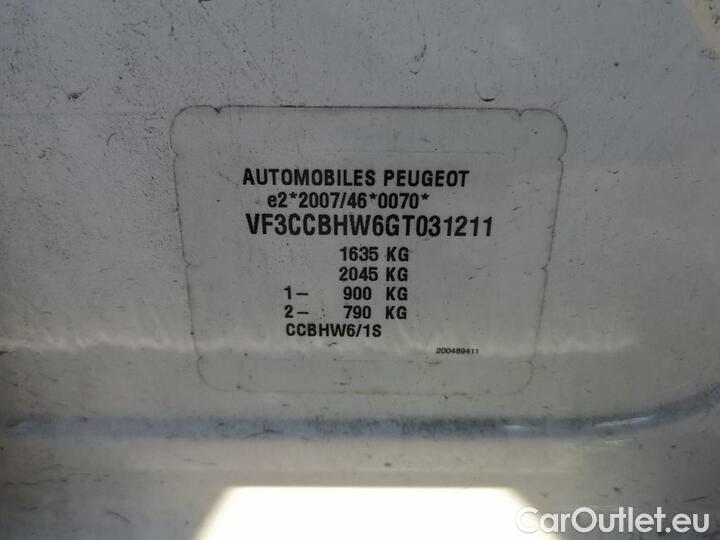 AUTOMOBILES PEUGEOT
e2*2007/46*0070*
VF3CCBHW6GT031211
1635 KG
2045 KG
1- 900 KG
2- 790 KG
CCBHW6/1S
200489411
CarOutlet.eu